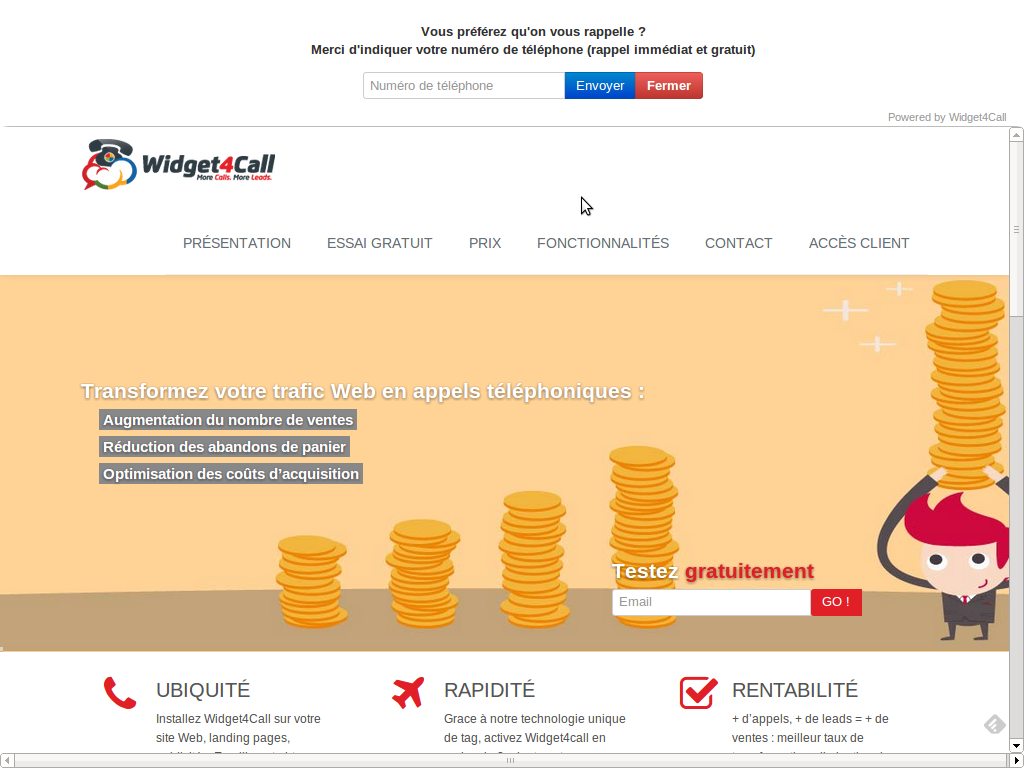 Vous préférez qu'on vous rappelle ?
Merci d'indiquer votre numéro de téléphone (rappel immédiat et gratuit)
Numéro de téléphone
Envoyer
Fermer
Powered by Widget4Call
Widget4Call
More Calls. More Leads.
PRÉSENTATION
ESSAI GRATUIT
PRIX
FONCTIONNALITÉS
CONTACT
ACCÈS CLIENT
Transformez votre trafic Web en appels téléphoniques :
Augmentation du nombre de ventes
Réduction des abandons de panier
Optimisation des coûts d'acquisition
Testez gratuitement
Email
GO !
UBIQUITÉ
Installez Widget4Call sur votre
site Web, landing pages,
RAPIDITÉ
Grace à notre technologie unique
de tag, activez Widget4call en
RENTABILITÉ
+ d'appels, + de leads = + de
ventes : meilleur taux de